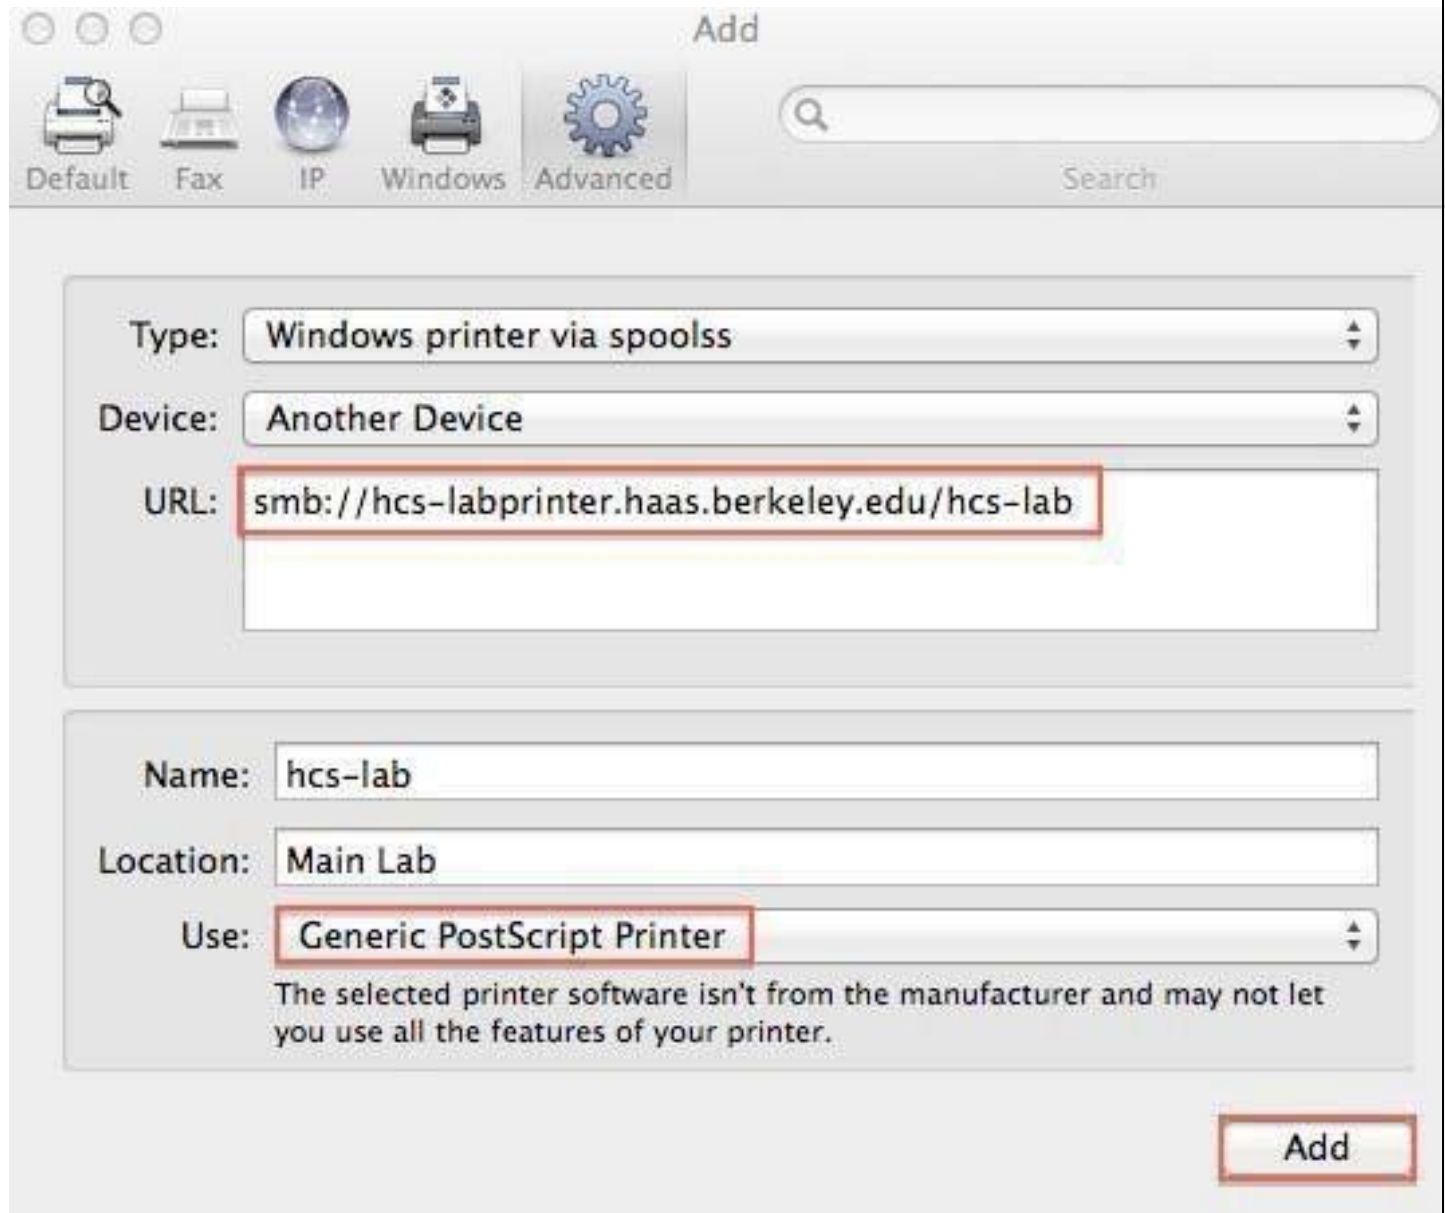 Add
Default Fax IP Windows Advanced Search
Type: Windows printer via spoolss
Device: Another Device
URL: smb://hcs-labprinter.haas.berkeley.edu/hcs-lab
Name: hcs-lab
Location: Main Lab
Use: Generic PostScript Printer
The selected printer software isn't from the manufacturer and may not let
you use all the features of your printer.
Add